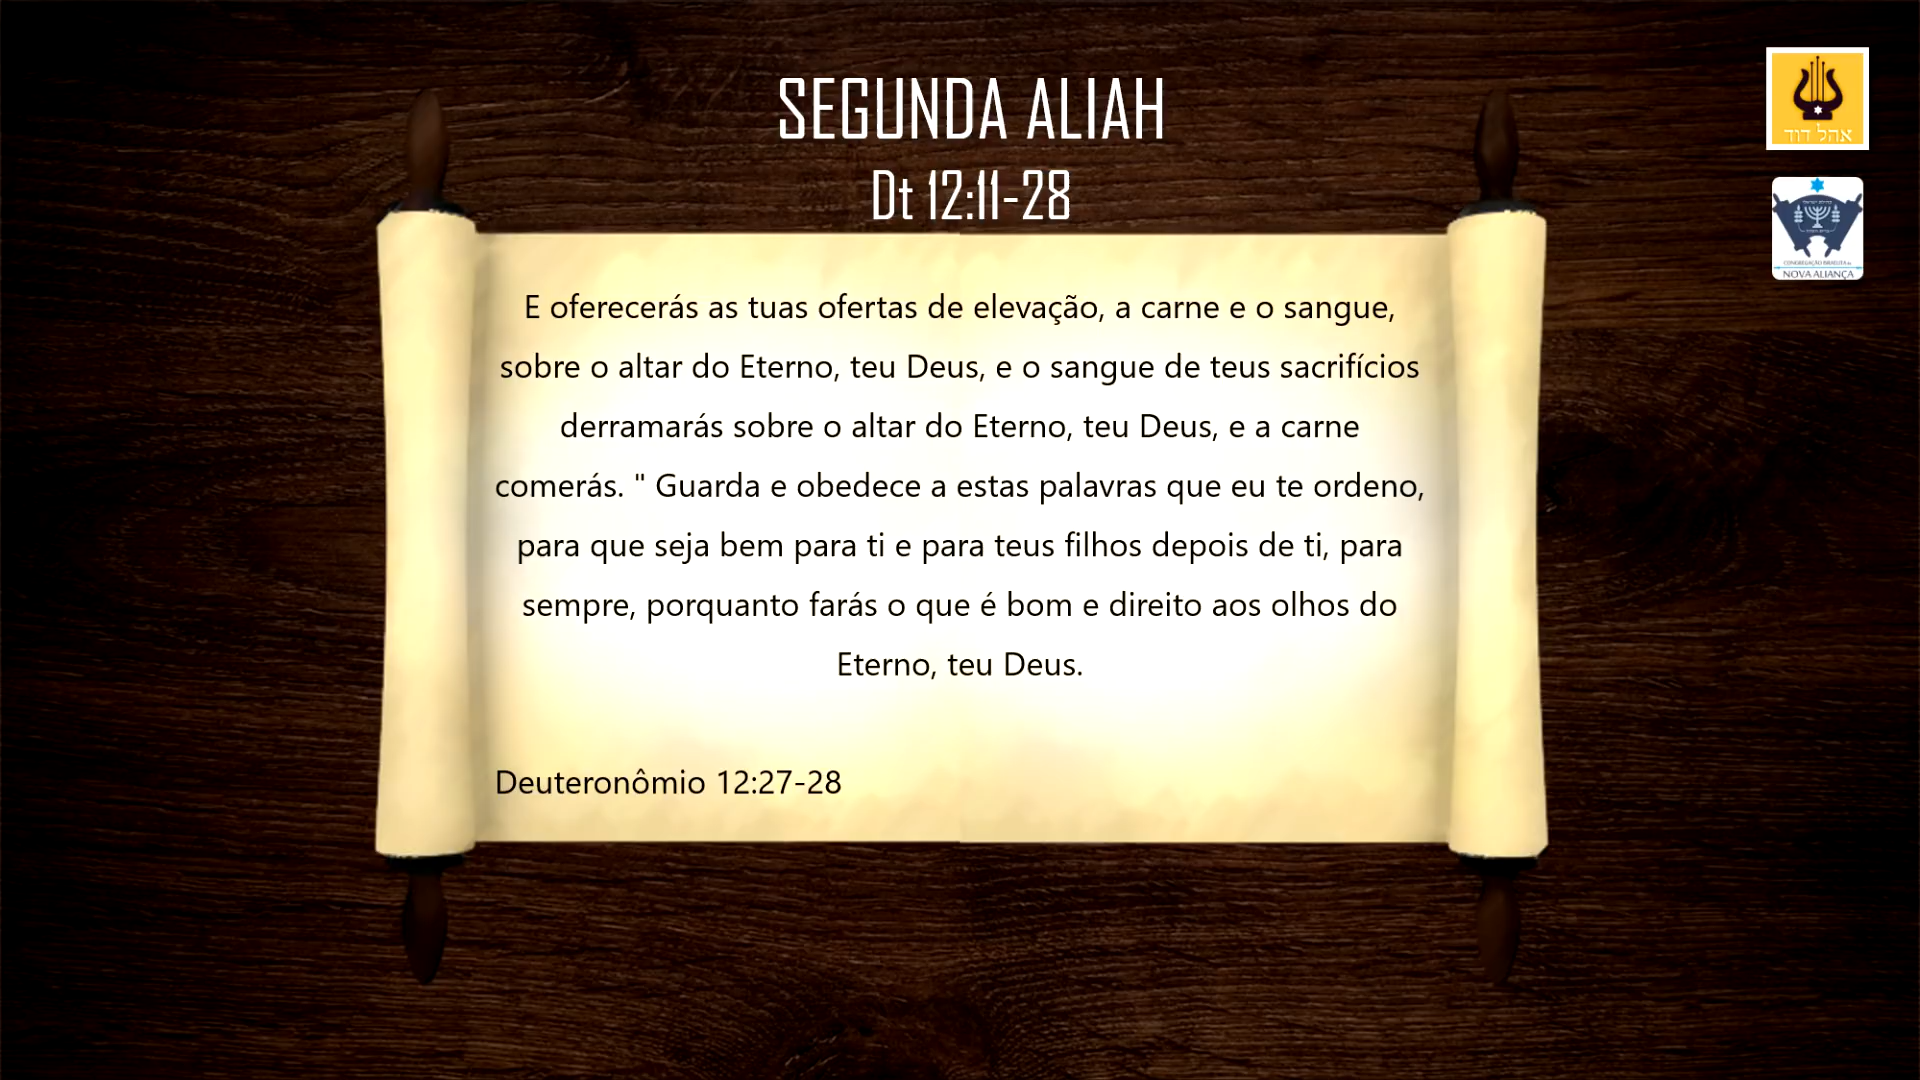 SEGUNDA ALIAH
Dt 12:11-28
אהל דוד
CONGREGAÇÃO ISRAELITA da
NOVA ALIANÇA
E oferecerás as tuas ofertas de elevação, a carne e o sangue,
sobre o altar do Eterno, teu Deus, e o sangue de teus sacrifícios
derramarás sobre o altar do Eterno, teu Deus, e a carne
comerás. " Guarda e obedece a estas palavras que eu te ordeno,
para que seja bem para ti e para teus filhos depois de ti, para
sempre, porquanto farás o que é bom e direito aos olhos do
Eterno, teu Deus.
Deuteronômio 12:27-28